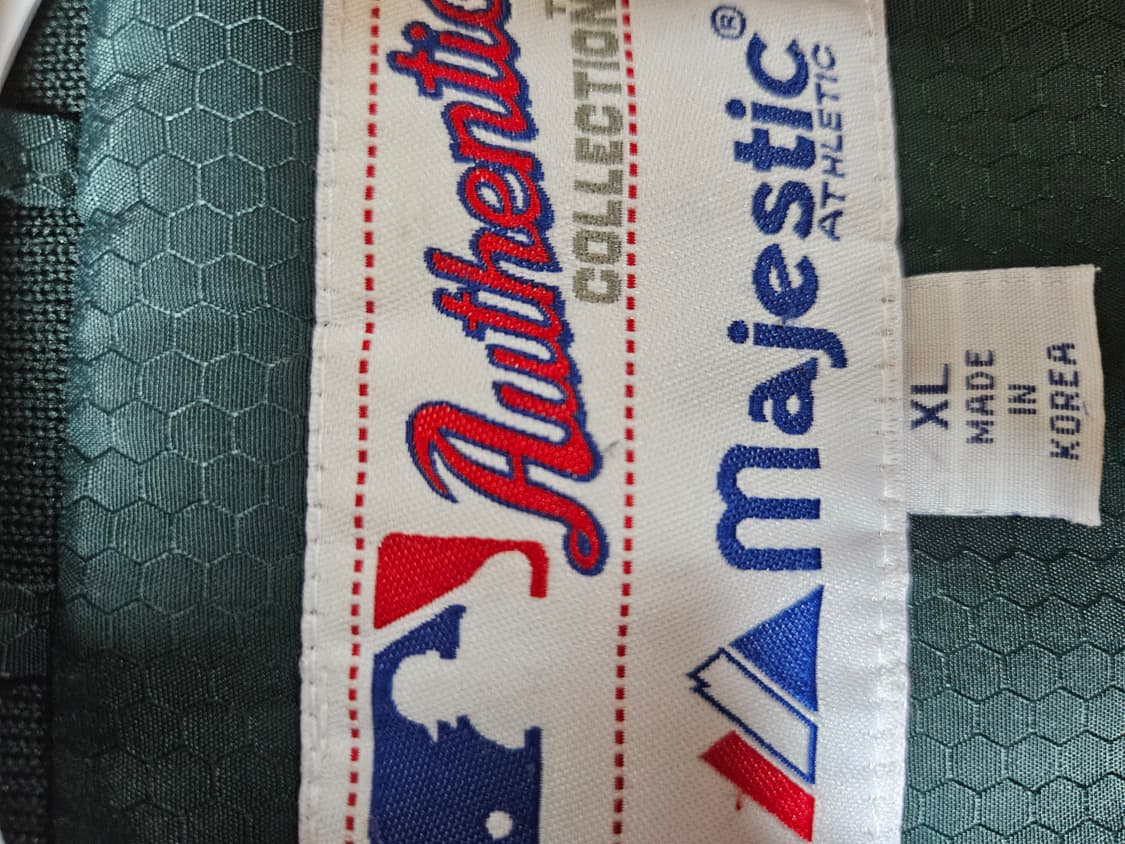 Authentic
COLLECTION
majestic®
ATHLETIC
XL
MADE
IN
KOREA